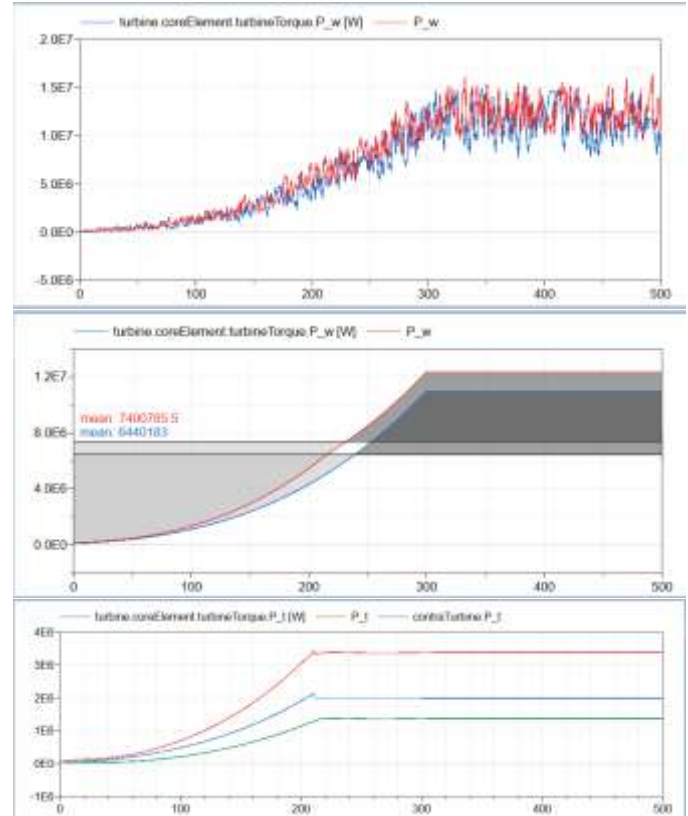 turbine.coreElement.turbineTorque.P_w [W] P_w
2.0E7
1.5E7
1.0E7
5.0E6
0.0E0
-5.0E6
0 100 200 300 400 500
turbine.coreElement.turbineTorque.P_w [W] P_w
1.2E7
mean: 7400785.5
mean: 6440183
8.0E6
4.0E6
0.0E0
0 100 200 300 400 500
turbine.coreElement.turbineTorque.P_t [W] P_t contraTurbine.P_t
4E6
3E6
2E6
1E6
0E0
-1E6
0 100 200 300 400 500